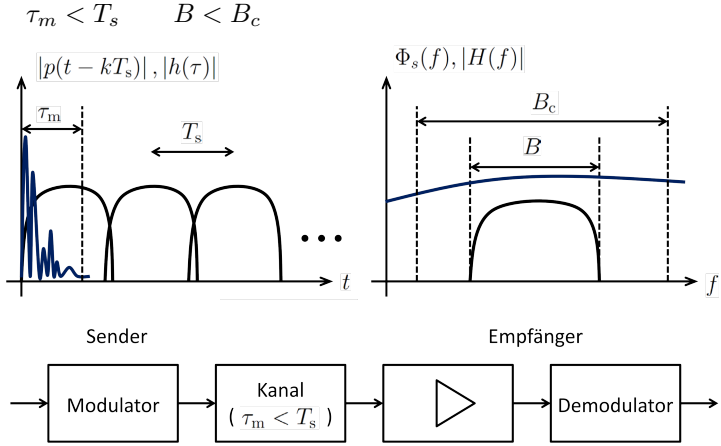 τ_m < T_s B < B_c
|p(t − kT_s)| , |h(τ)|
τ_m
T_s
t
Φ_s(f), |H(f)|
B_c
B
f
Sender Empfänger
Modulator
Kanal
( τ_m < T_s )
Demodulator